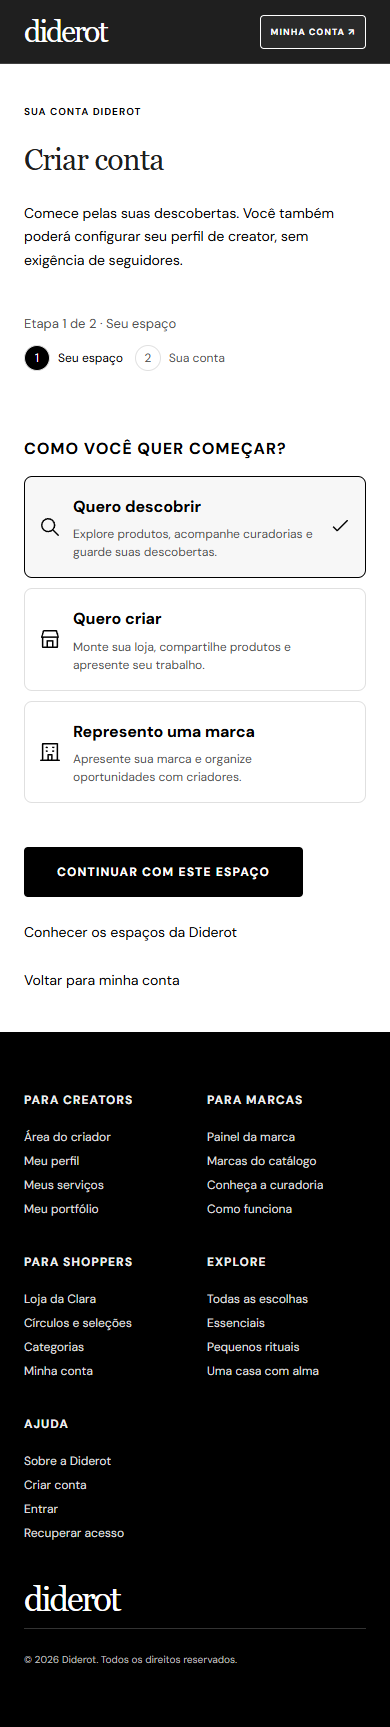 diderot
MINHA CONTA ↗
SUA CONTA DIDEROT
Criar conta
Comece pelas suas descobertas. Você também
poderá configurar seu perfil de creator, sem
exigência de seguidores.
Etapa 1 de 2 · Seu espaço
1 Seu espaço 2 Sua conta
COMO VOCÊ QUER COMEÇAR?
Quero descobrir
Explore produtos, acompanhe curadorias e
guarde suas descobertas.
Quero criar
Monte sua loja, compartilhe produtos e
apresente seu trabalho.
Represento uma marca
Apresente sua marca e organize
oportunidades com criadores.
CONTINUAR COM ESTE ESPAÇO
Conhecer os espaços da Diderot
Voltar para minha conta
PARA CREATORS
Área do criador
Meu perfil
Meus serviços
Meu portfólio
PARA MARCAS
Painel da marca
Marcas do catálogo
Conheça a curadoria
Como funciona
PARA SHOPPERS
Loja da Clara
Círculos e seleções
Categorias
Minha conta
EXPLORE
Todas as escolhas
Essenciais
Pequenos rituais
Uma casa com alma
AJUDA
Sobre a Diderot
Criar conta
Entrar
Recuperar acesso
diderot
© 2026 Diderot. Todos os direitos reservados.